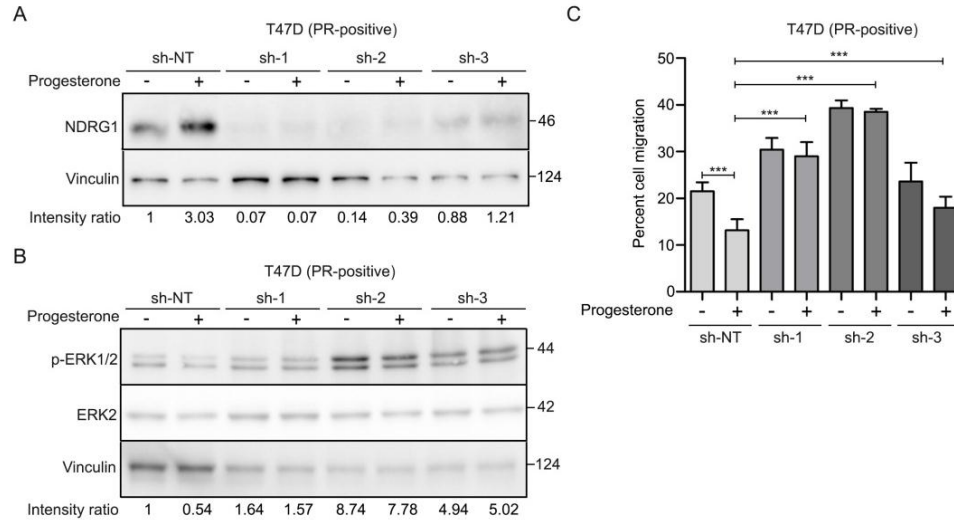 A
T47D (PR-positive)
sh-NT sh-1 sh-2 sh-3
Progesterone - + - + - + - +
NDRG1 46
Vinculin 124
Intensity ratio 1 3.03 0.07 0.07 0.14 0.39 0.88 1.21
B
T47D (PR-positive)
sh-NT sh-1 sh-2 sh-3
Progesterone - + - + - + - +
p-ERK1/2 44
ERK2 42
Vinculin 124
Intensity ratio 1 0.54 1.64 1.57 8.74 7.78 4.94 5.02
C
T47D (PR-positive)
***
***
***
***
Percent cell migration
50
40
30
20
10
0
Progesterone - + - + - + - +
sh-NT sh-1 sh-2 sh-3